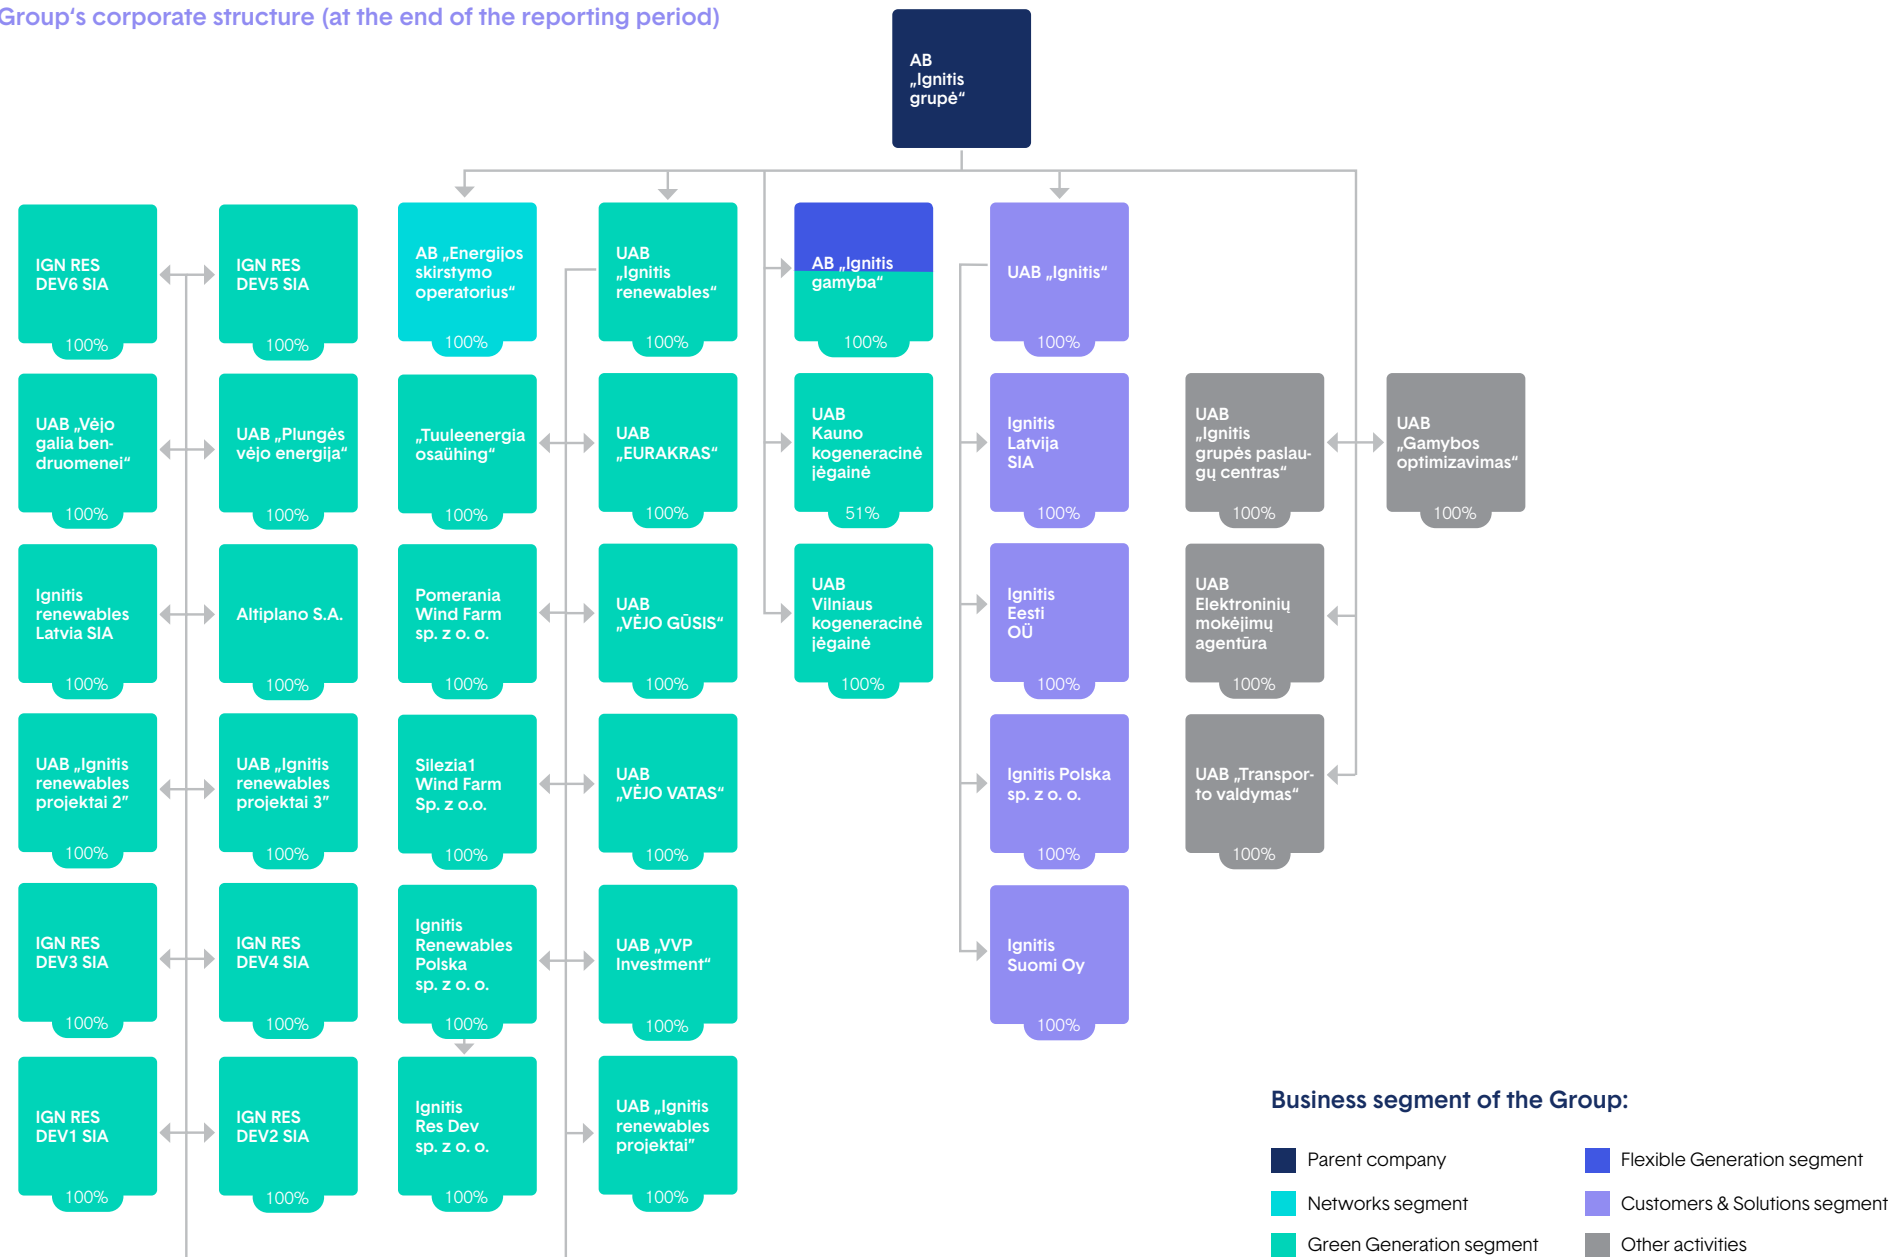 Group‘s corporate structure (at the end of the reporting period)
AB
„Ignitis
grupė“
IGN RES
DEV6 SIA
100%
IGN RES
DEV5 SIA
100%
AB „Energijos
skirstymo
operatorius“
100%
UAB
„Ignitis
renewables“
100%
AB „Ignitis
gamyba“
100%
UAB „Ignitis“
100%
UAB „Vėjo
galia ben-
druomenei“
100%
UAB „Plungės
vėjo energija“
100%
„Tuuleenergia
osaühing“
100%
UAB
„EURAKRAS“
100%
UAB
Kauno
kogeneracinė
jėgainė
51%
Ignitis
Latvija
SIA
100%
UAB
„Ignitis
grupės paslau-
gų centras“
100%
UAB
„Gamybos
optimizavimas“
100%
Ignitis
renewables
Latvia SIA
100%
Altiplano S.A.
100%
Pomerania
Wind Farm
sp. z o. o.
100%
UAB
„VĖJO GŪSIS“
100%
UAB
Vilniaus
kogeneracinė
jėgainė
100%
Ignitis
Eesti
OÜ
100%
UAB
Elektroninių
mokėjimų
agentūra
100%
UAB „Ignitis
renewables
projektai 2”
100%
UAB „Ignitis
renewables
projektai 3”
100%
Silezia1
Wind Farm
Sp. z o.o.
100%
UAB
„VĖJO VATAS“
100%
Ignitis Polska
sp. z o. o.
100%
UAB „Transpor-
to valdymas“
100%
IGN RES
DEV3 SIA
100%
IGN RES
DEV4 SIA
100%
Ignitis
Renewables
Polska
sp. z o. o.
100%
UAB „VVP
Investment“
100%
Ignitis
Suomi Oy
100%
IGN RES
DEV1 SIA
100%
IGN RES
DEV2 SIA
100%
Ignitis
Res Dev
sp. z o. o.
100%
UAB „Ignitis
renewables
projektai”
100%
Business segment of the Group:
Parent company
Flexible Generation segment
Networks segment
Customers & Solutions segment
Green Generation segment
Other activities